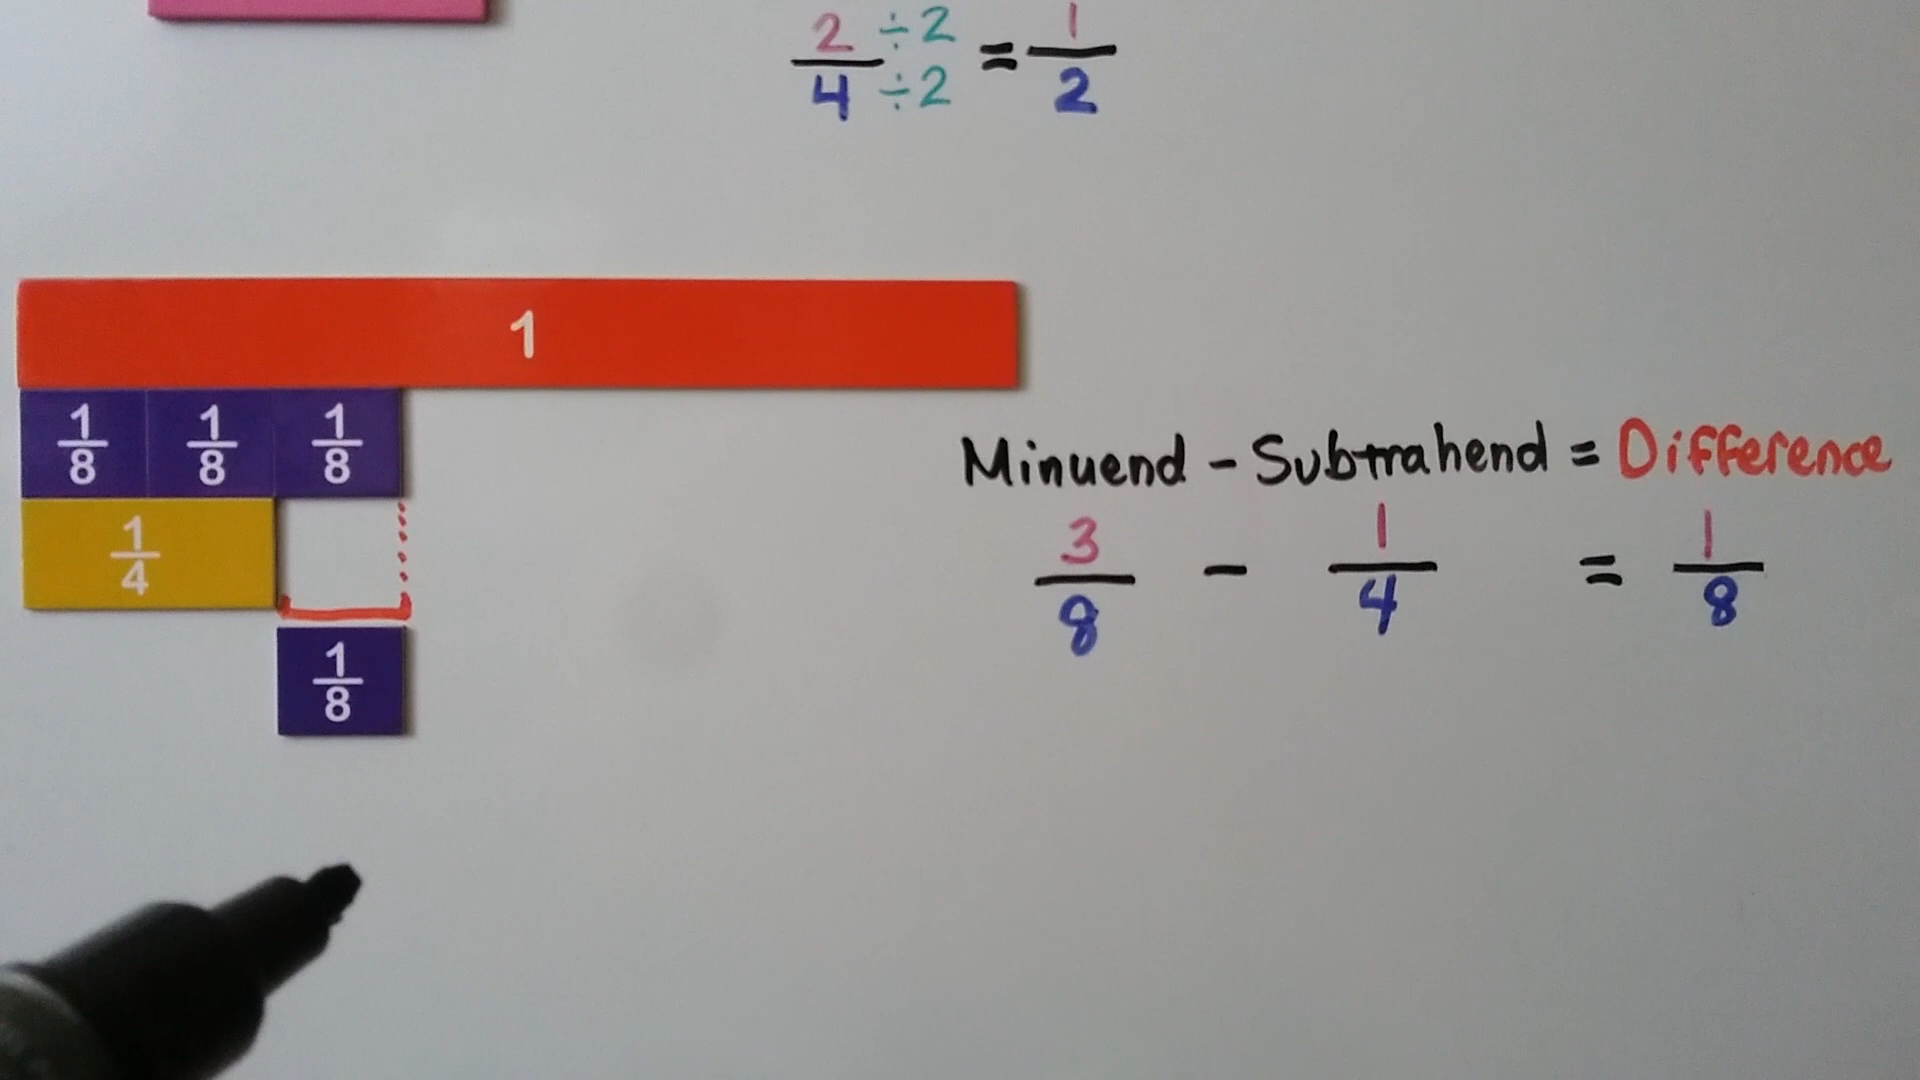 2/4 ÷2/÷2 = 1/2
1
1/8 1/8 1/8
1/4
1/8
Minuend - Subtrahend = Difference
3/8 - 1/4 = 1/8